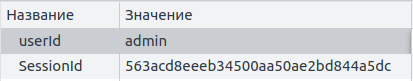 Название Значение
userId admin
SessionId 563acd8eeeb34500aa50ae2bd844a5dc